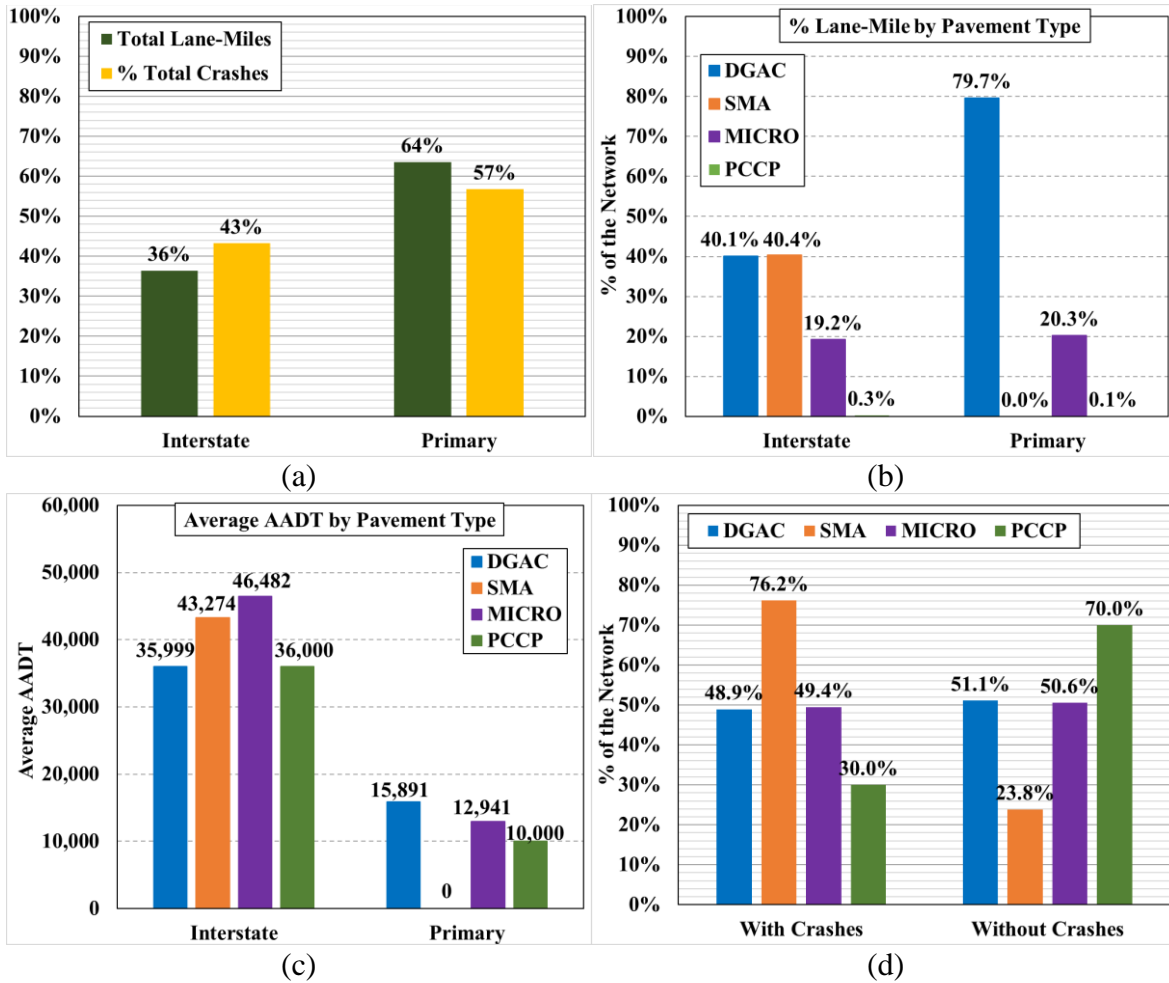 100%
90%
80%
70%
60%
50%
40%
30%
20%
10%
0%
Total Lane-Miles
% Total Crashes
36%
43%
64%
57%
Interstate Primary
(a)
% Lane-Mile by Pavement Type
% of the Network
100%
90%
80%
70%
60%
50%
40%
30%
20%
10%
0%
DGAC
SMA
MICRO
PCCP
40.1%
40.4%
19.2%
0.3%
79.7%
0.0%
20.3%
0.1%
Interstate Primary
(b)
Average AADT by Pavement Type
Average AADT
60,000
50,000
40,000
30,000
20,000
10,000
0
DGAC
SMA
MICRO
PCCP
35,999
43,274
46,482
36,000
15,891
0
12,941
10,000
Interstate Primary
(c)
% of the Network
100%
90%
80%
70%
60%
50%
40%
30%
20%
10%
0%
DGAC SMA MICRO PCCP
48.9%
76.2%
49.4%
30.0%
51.1%
23.8%
50.6%
70.0%
With Crashes Without Crashes
(d)